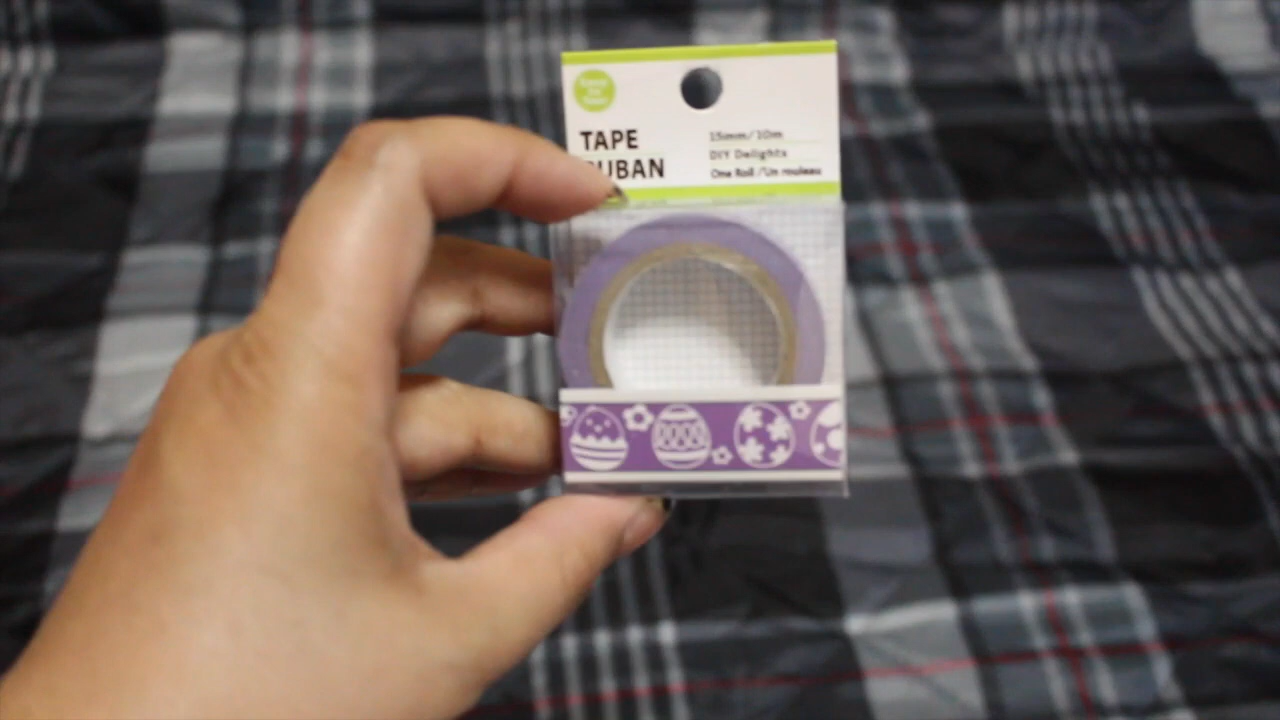 TAPE
RUBAN
15mm/10m
DIY Delights
One Roll/Un rouleau